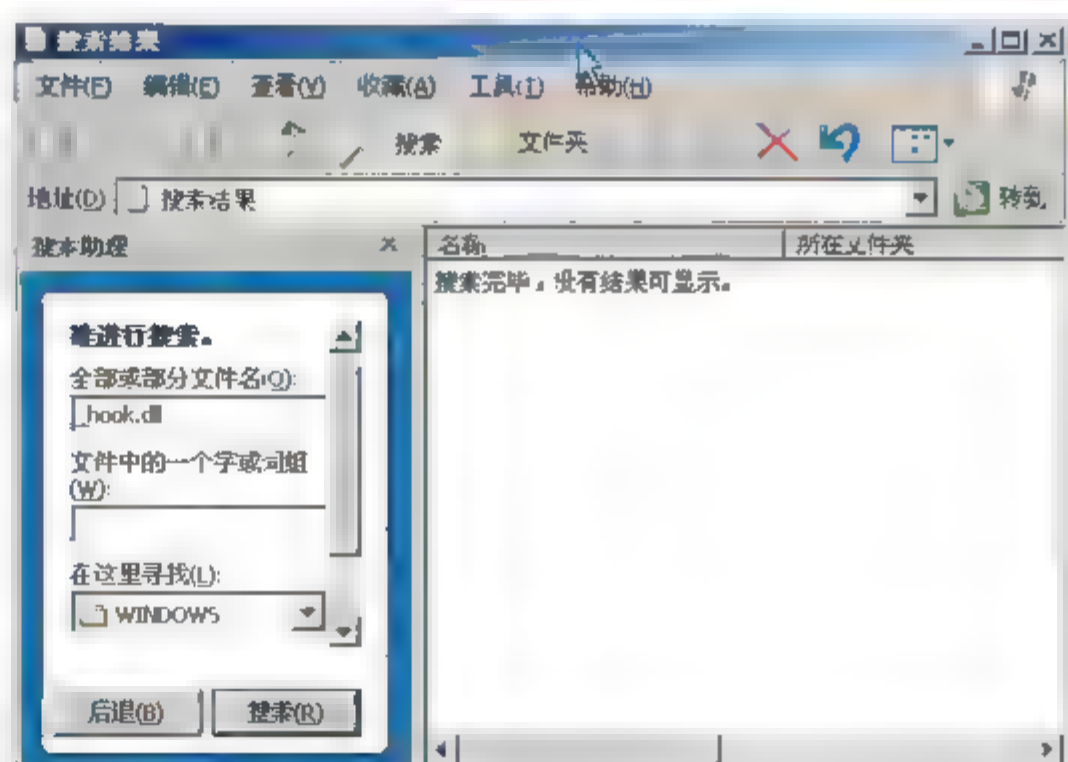 搜索结果
文件(F) 编辑(E) 查看(V) 收藏(A) 工具(T) 帮助(H)
搜索 文件夹
地址(D) 搜索结果 转到
搜索助理
名称 所在文件夹
搜索完毕，没有结果可显示。
进行搜索。
全部或部分文件名(O):
_hook.dll
文件中的一个字或词组
(W):
在这里寻找(L):
WINDOWS
后退(B) 搜索(R)